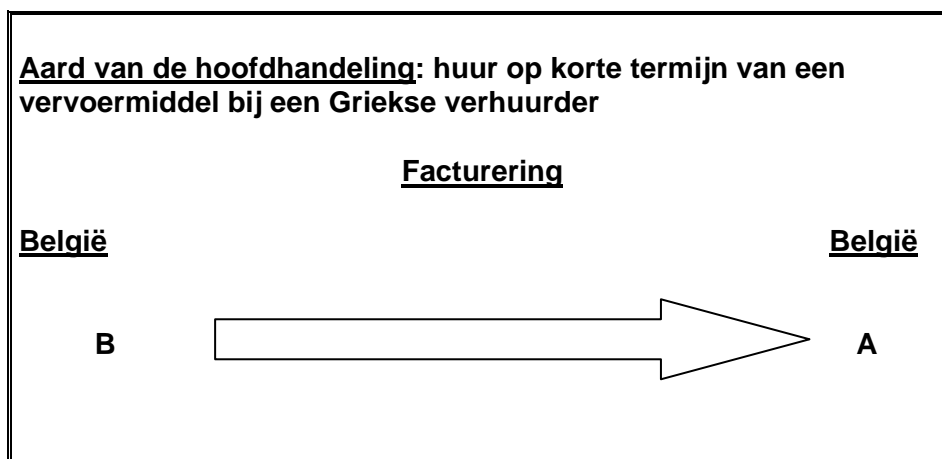 Aard van de hoofdhandeling: huur op korte termijn van een
vervoermiddel bij een Griekse verhuurder
Facturering
België België
B A